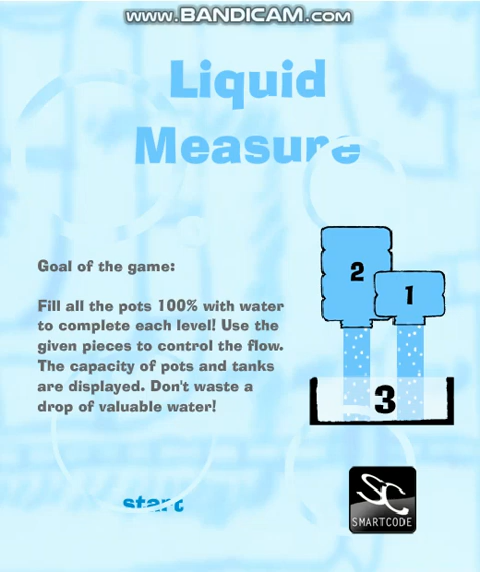 www.BANDICAM.com
Liquid
Measure
Goal of the game:
Fill all the pots 100% with water
to complete each level! Use the
given pieces to control the flow.
The capacity of pots and tanks
are displayed. Don't waste a
drop of valuable water!
2
1
3
start
SC
SMARTCODE